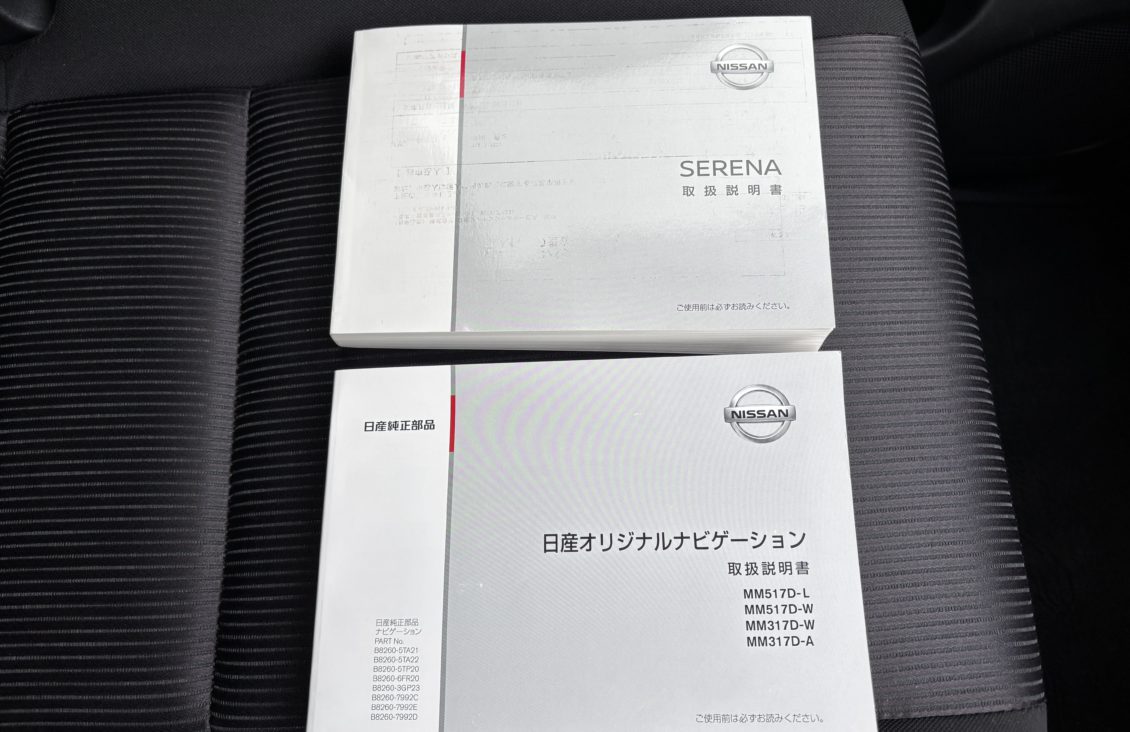 NISSAN
SERENA
取扱説明書
ご使用前は必ずお読みください。
日産純正部品
NISSAN
日産オリジナルナビゲーション
取扱説明書
MM517D-L
MM517D-W
MM317D-W
MM317D-A
日産純正部品
ナビゲーション
PART No.
B8260-5TA21
B8260-5TA22
B8260-5TP20
B8260-6FR20
B8260-3GP23
B8260-7992C
B8260-7992E
B8260-7992D
ご使用前は必ずお読みください。